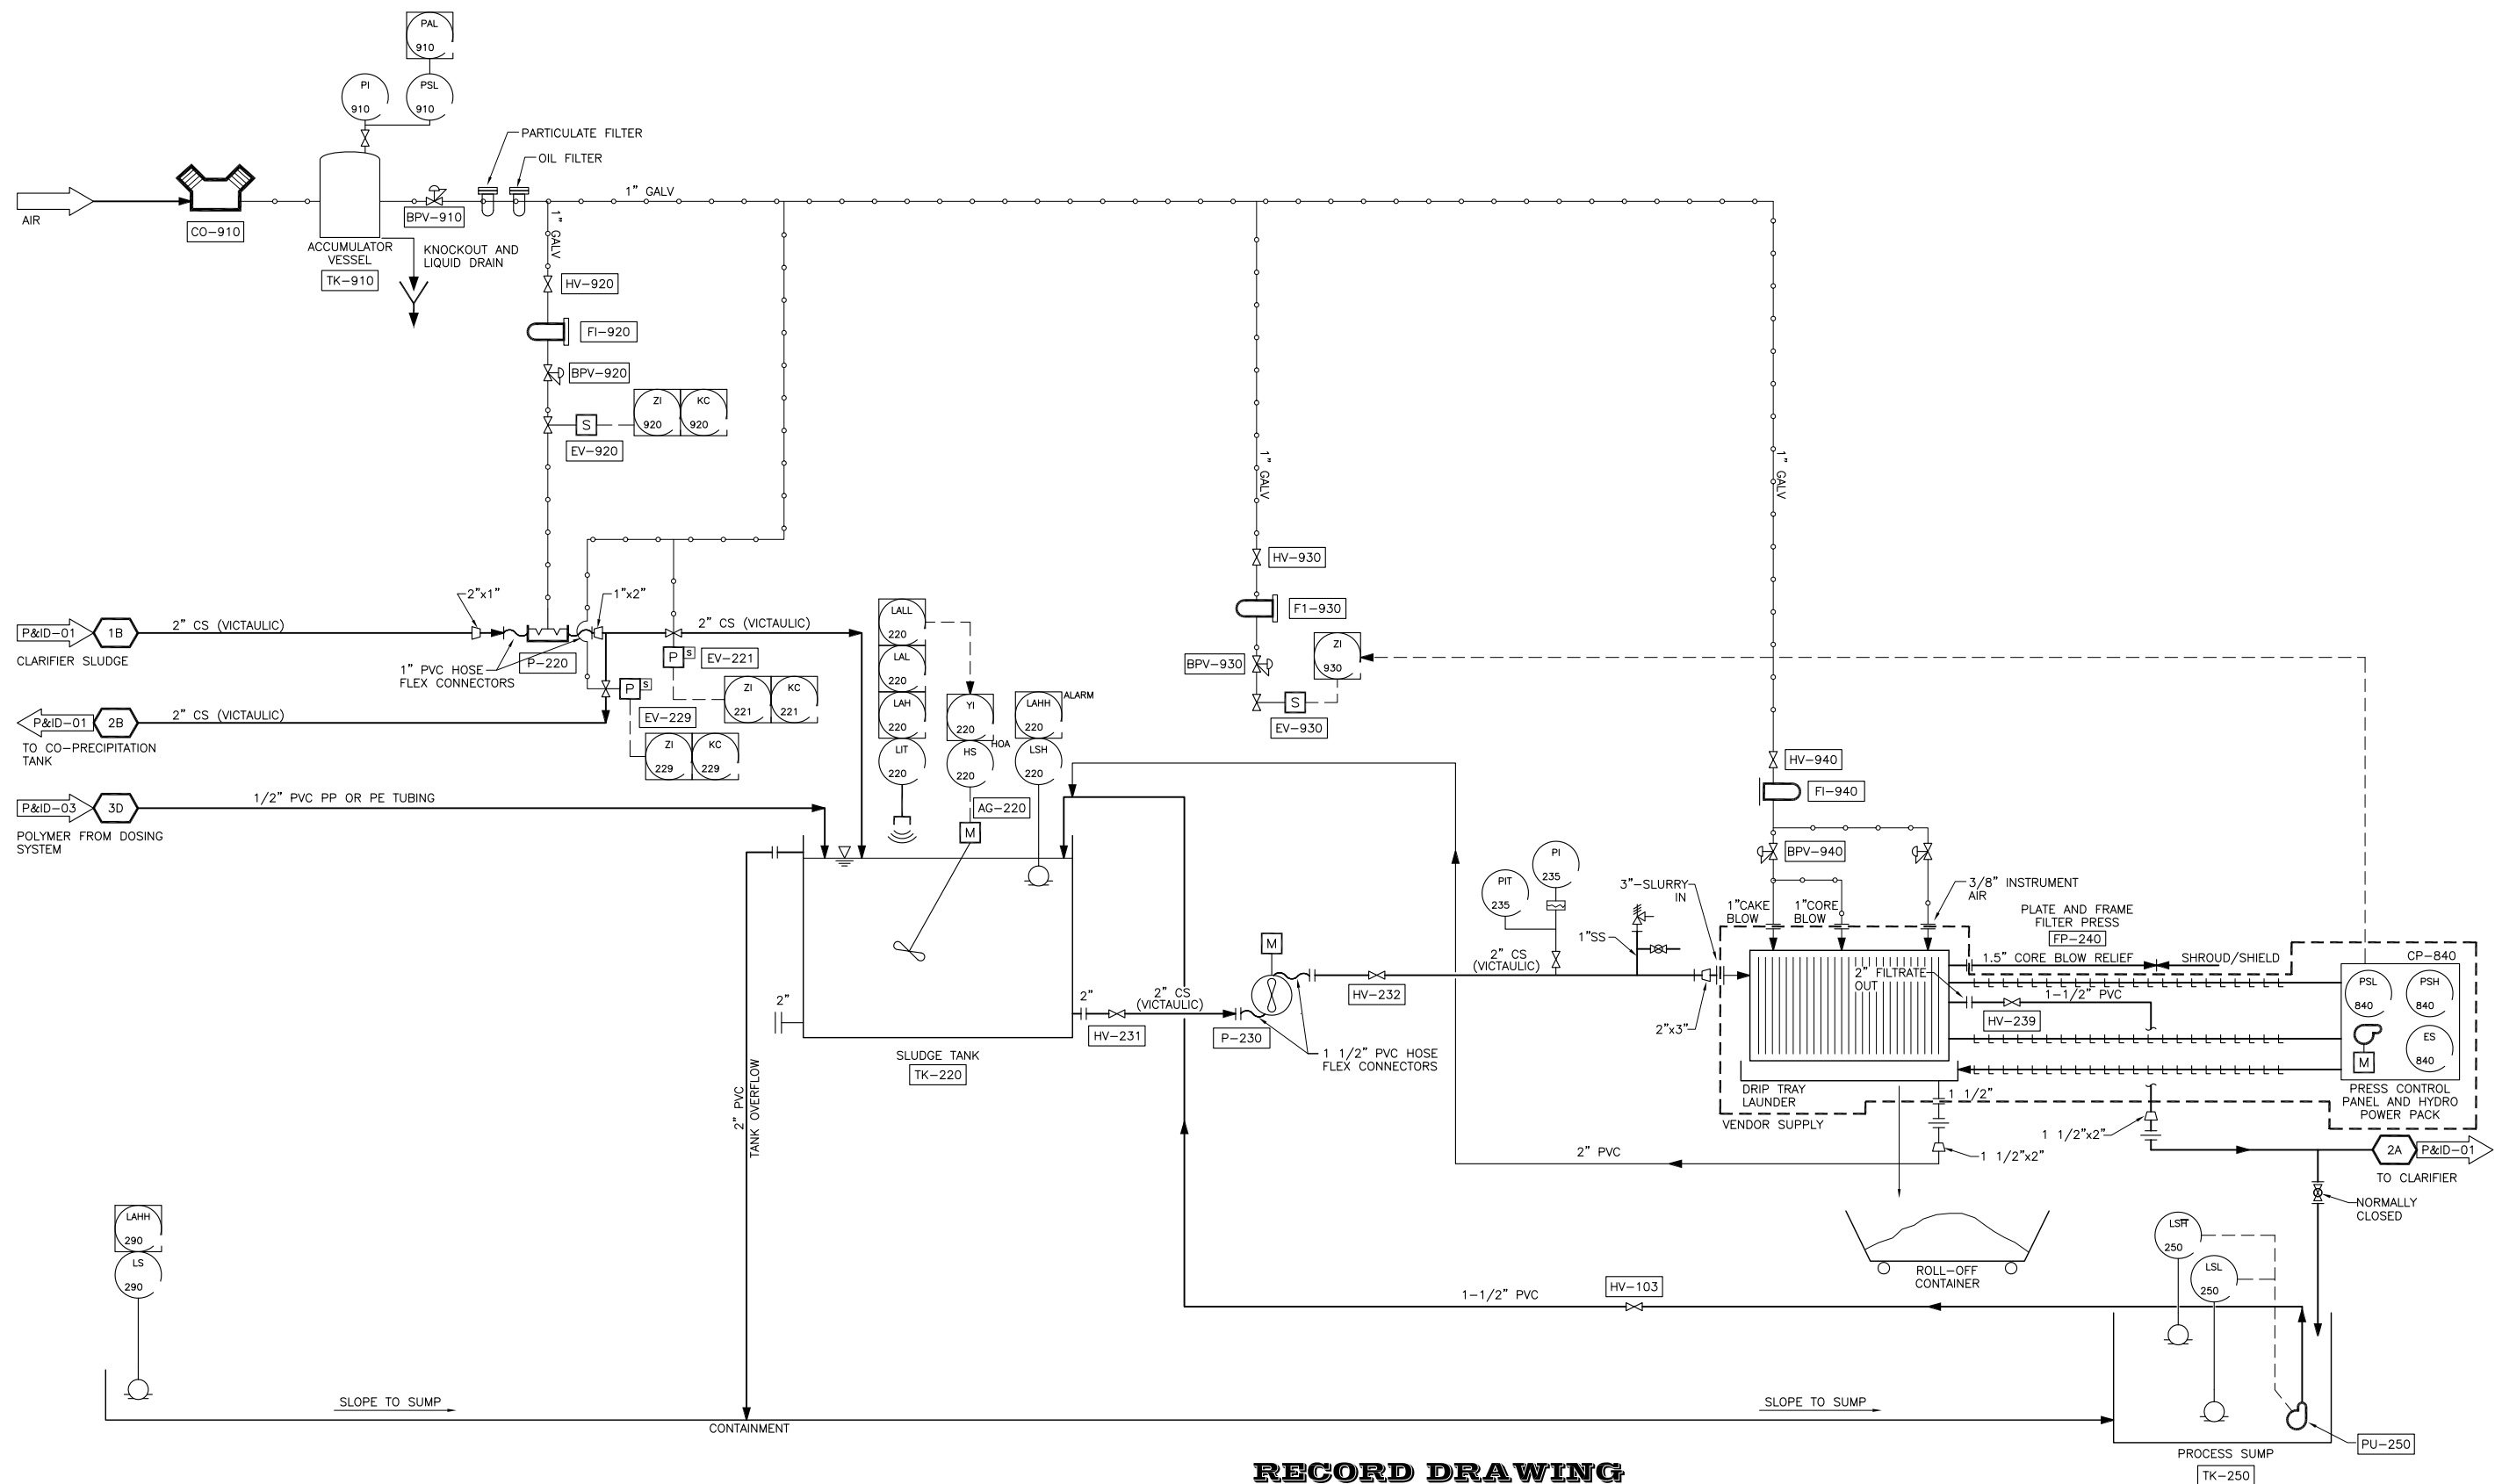 PAL
910
PI
910
PSL
910
PARTICULATE FILTER
OIL FILTER
1" GALV
AIR
CO-910
BPV-910
ACCUMULATOR
VESSEL
TK-910
KNOCKOUT AND
LIQUID DRAIN
1" GALV
HV-920
FI-920
BPV-920
S
EV-920
ZI
920
KC
920
1" GALV
1" GALV
HV-930
F1-930
BPV-930
S
EV-930
ZI
930
2"x1"
1"x2"
P&ID-01
1B
2" CS (VICTAULIC)
CLARIFIER SLUDGE
1" PVC HOSE
FLEX CONNECTORS
P-220
2" CS (VICTAULIC)
P
S
EV-221
P
S
EV-229
ZI
221
KC
221
ZI
229
KC
229
P&ID-01
2B
2" CS (VICTAULIC)
TO CO-PRECIPITATION
TANK
P&ID-03
3D
1/2" PVC PP OR PE TUBING
POLYMER FROM DOSING
SYSTEM
LALL
220
LAL
220
LAH
220
LIT
220
YI
220
HOA
HS
220
AG-220
M
LAHH
220
ALARM
LSH
220
HV-940
FI-940
BPV-940
PIT
235
PI
235
3"-SLURRY
IN
1"CAKE
BLOW
1"CORE
BLOW
3/8" INSTRUMENT
AIR
PLATE AND FRAME
FILTER PRESS
FP-240
1"SS
2" CS
(VICTAULIC)
M
HV-232
2"x3"
2" FILTRATE
OUT
1.5" CORE BLOW RELIEF
SHROUD/SHIELD
1-1/2" PVC
HV-239
CP-840
PSL
840
PSH
840
ES
840
M
PRESS CONTROL
PANEL AND HYDRO
POWER PACK
2"
2"
2" CS
(VICTAULIC)
HV-231
P-230
1 1/2" PVC HOSE
FLEX CONNECTORS
SLUDGE TANK
TK-220
2" PVC
TANK OVERFLOW
DRIP TRAY
LAUNDER
VENDOR SUPPLY
1 1/2"
1 1/2"x2"
1 1/2"x2"
2" PVC
2A
P&ID-01
TO CLARIFIER
NORMALLY
CLOSED
LAHH
290
LS
290
ROLL-OFF
CONTAINER
LSH
250
LSL
250
1-1/2" PVC
HV-103
SLOPE TO SUMP
CONTAINMENT
SLOPE TO SUMP
PU-250
PROCESS SUMP
TK-250
RECORD DRAWING